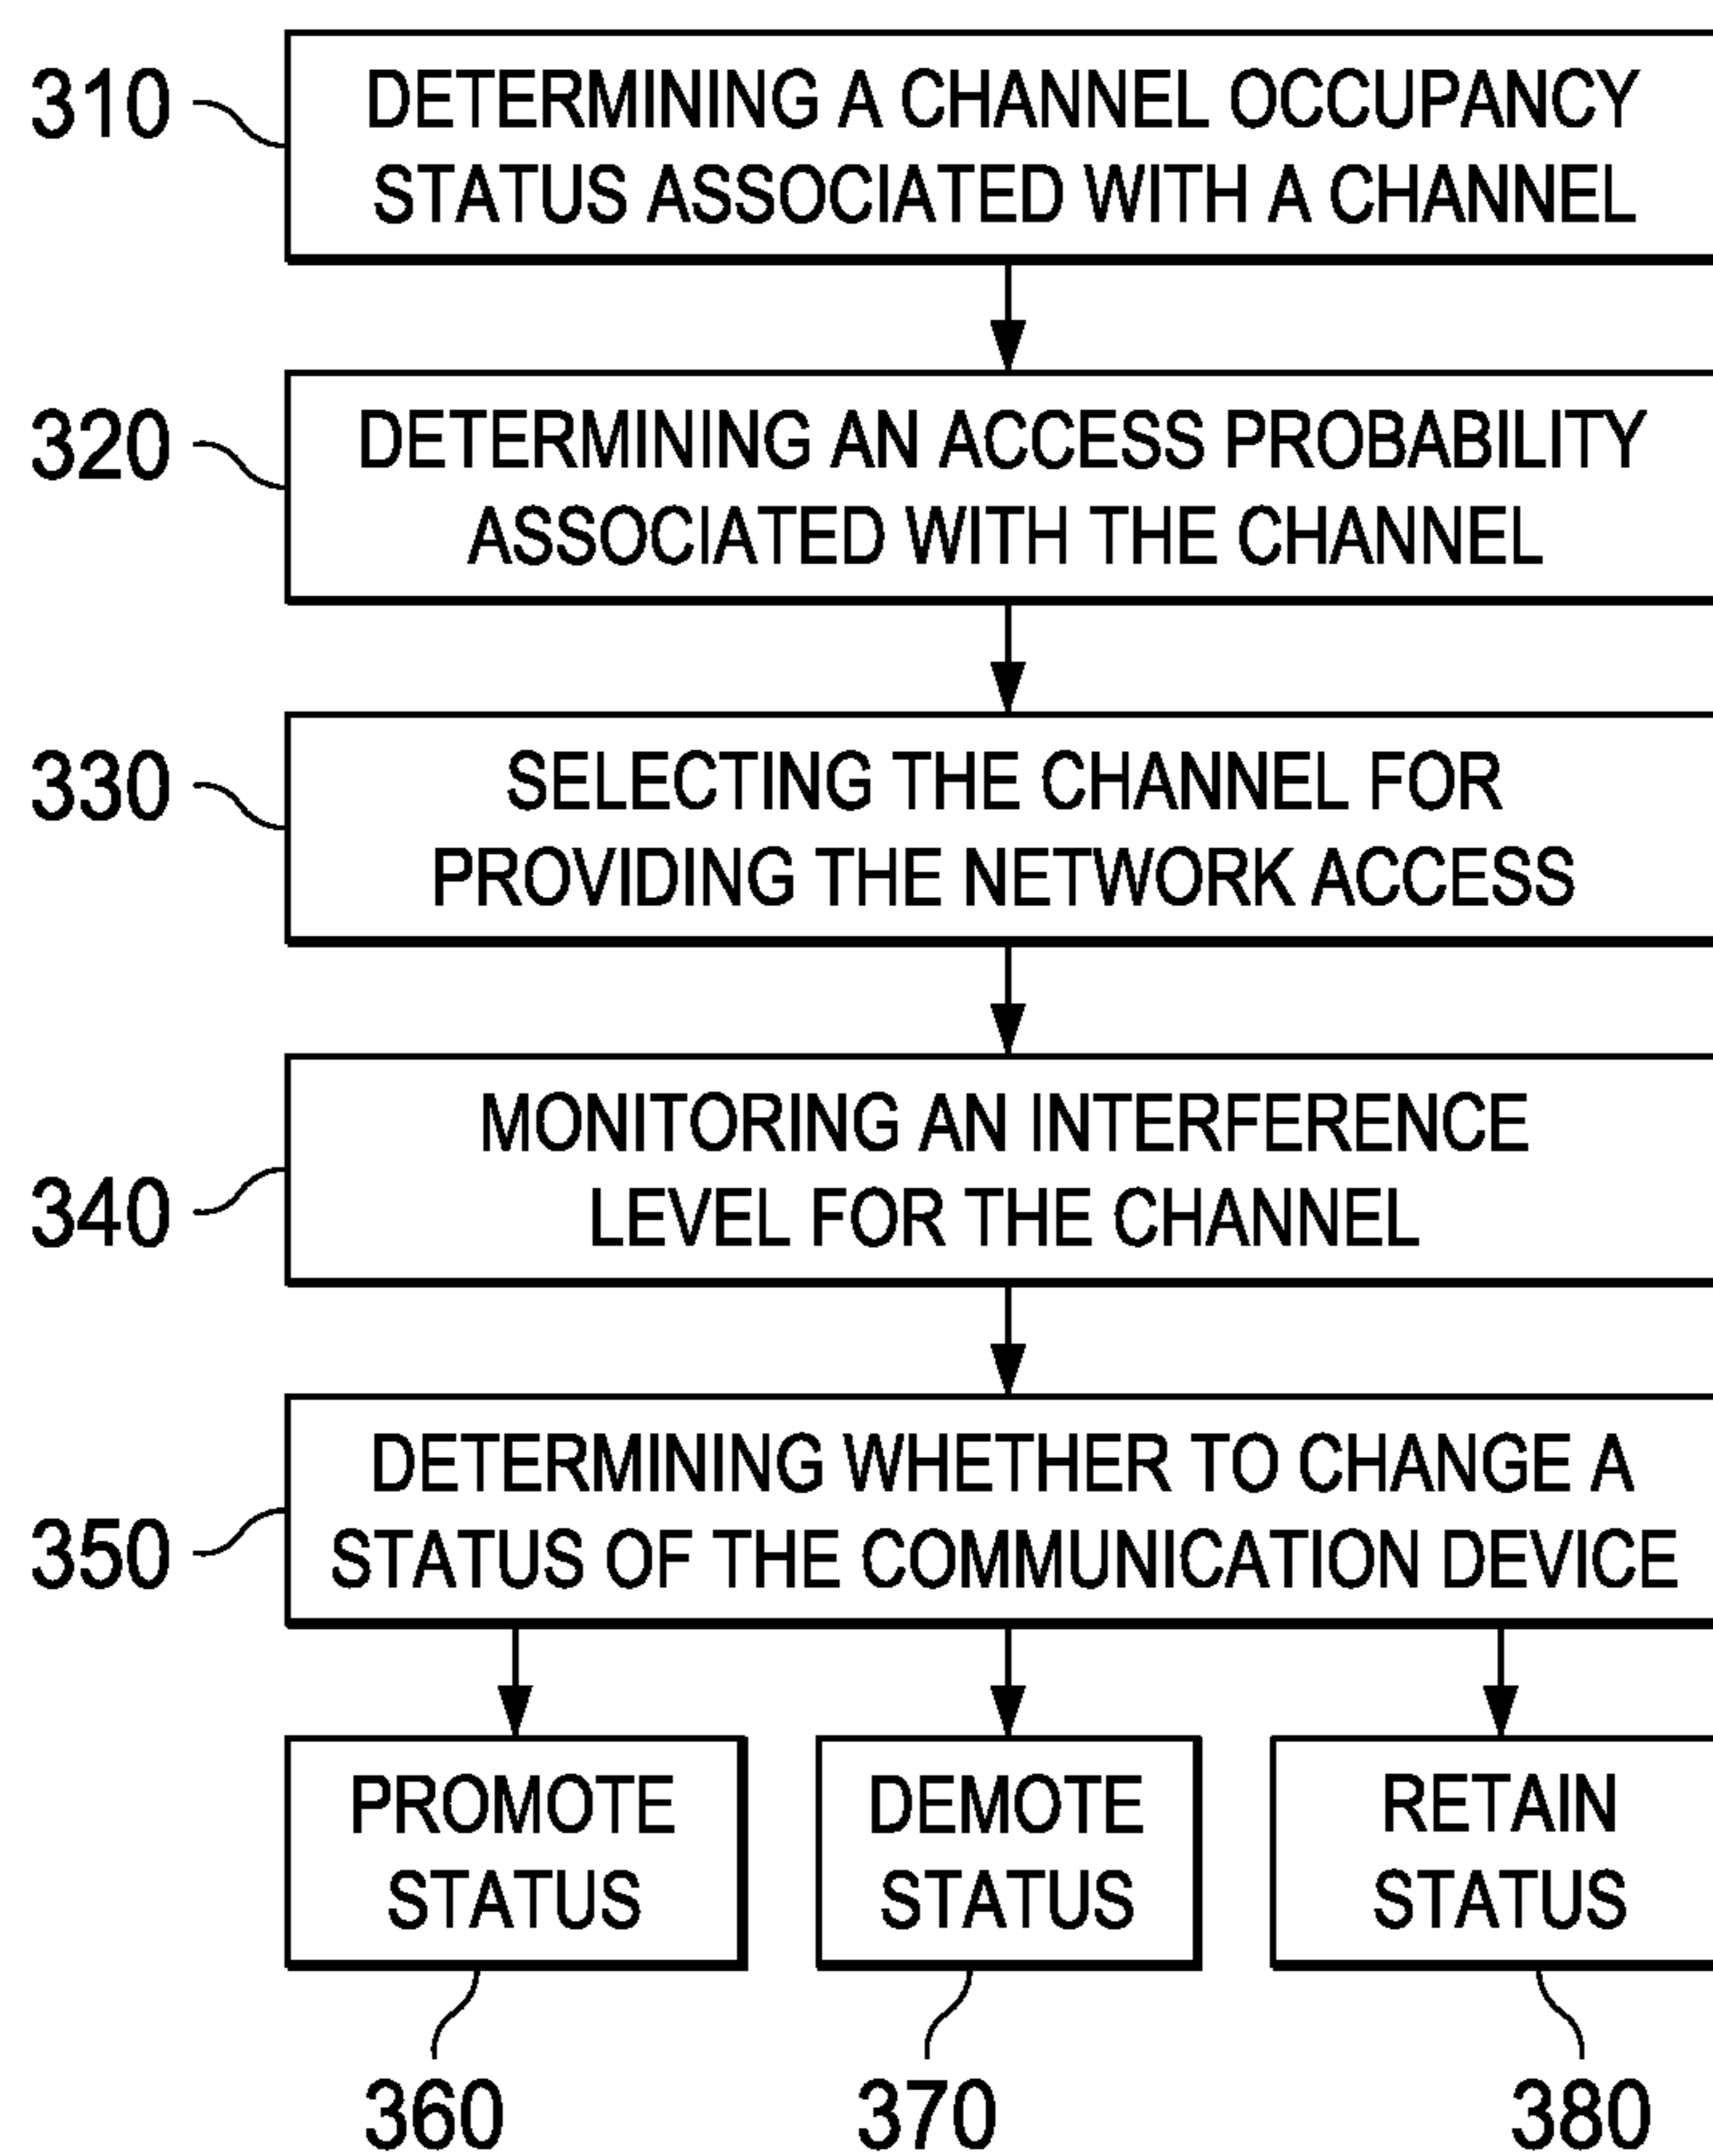 310
DETERMINING A CHANNEL OCCUPANCY
STATUS ASSOCIATED WITH A CHANNEL
320
DETERMINING AN ACCESS PROBABILITY
ASSOCIATED WITH THE CHANNEL
330
SELECTING THE CHANNEL FOR
PROVIDING THE NETWORK ACCESS
340
MONITORING AN INTERFERENCE
LEVEL FOR THE CHANNEL
350
DETERMINING WHETHER TO CHANGE A
STATUS OF THE COMMUNICATION DEVICE
PROMOTE
STATUS
360
DEMOTE
STATUS
370
RETAIN
STATUS
380